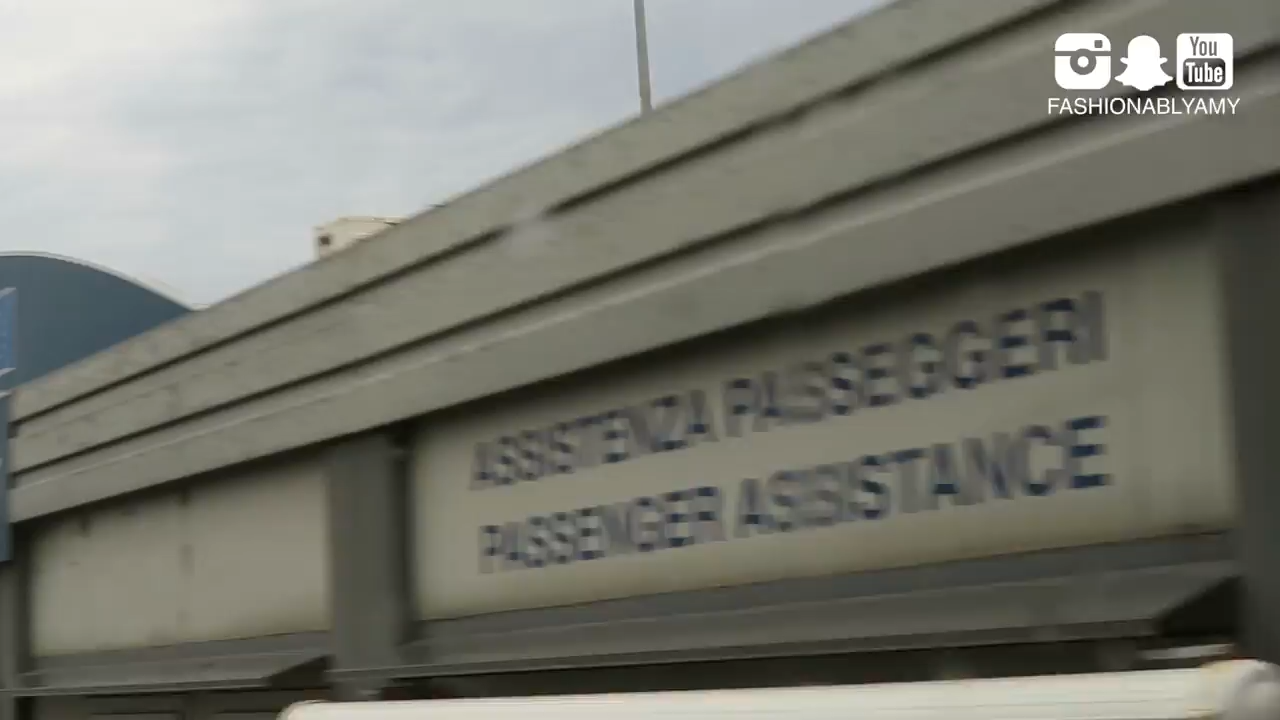 You
Tube
FASHIONABLYAMY
ASSISTENZA PASSEGGERI
PASSENGER ASSISTANCE